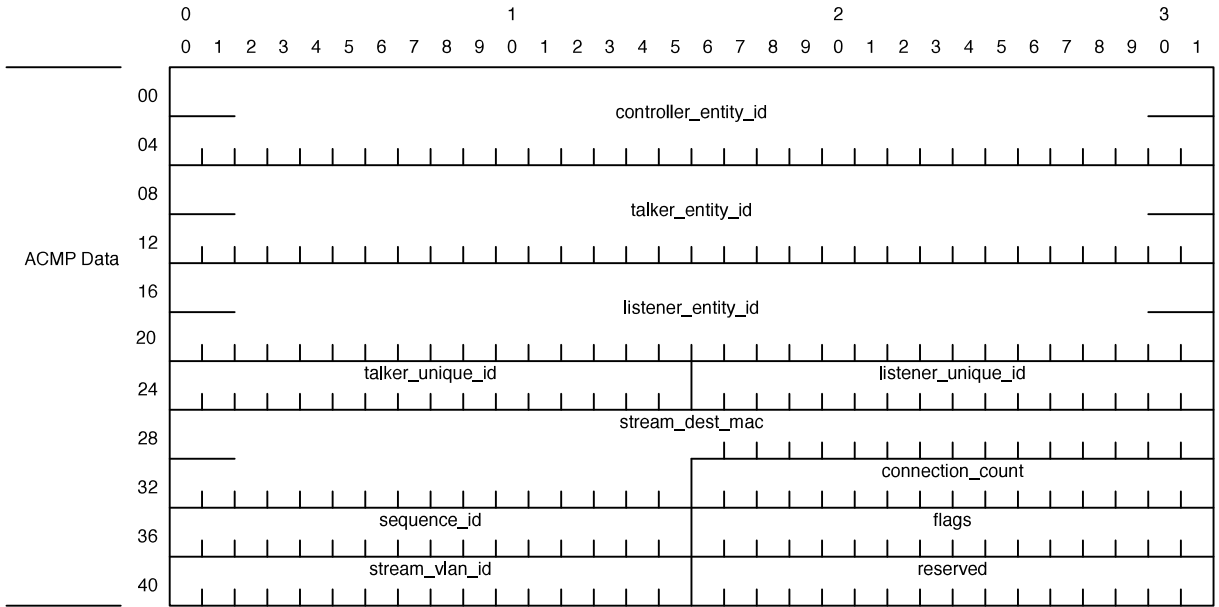 0 1 2 3
0 1 2 3 4 5 6 7 8 9 0 1 2 3 4 5 6 7 8 9 0 1 2 3 4 5 6 7 8 9 0 1
00
controller_entity_id
04
08
talker_entity_id
12
ACMP Data
16
listener_entity_id
20
talker_unique_id listener_unique_id
24
stream_dest_mac
28
connection_count
32
sequence_id flags
36
stream_vlan_id reserved
40